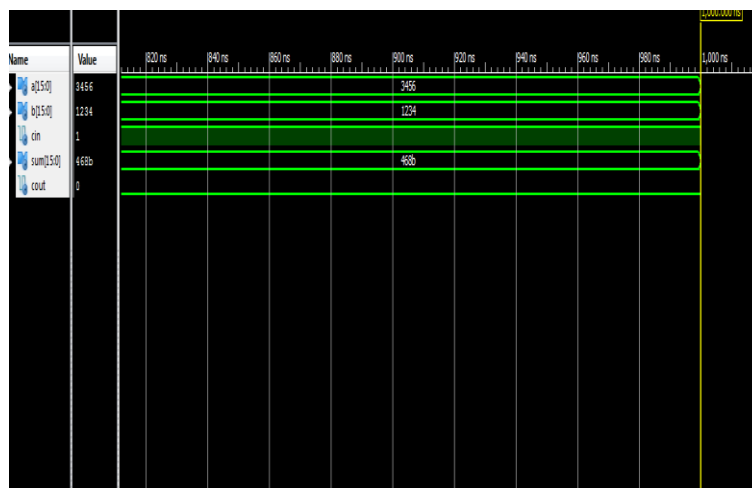 1,000.000 ns
Name Value 820 ns 840 ns 860 ns 880 ns 900 ns 920 ns 940 ns 960 ns 980 ns 1,000 ns
a[15:0] 3456 3456
b[15:0] 1234 1234
cin 1
sum[15:0] 468b 468b
cout 0